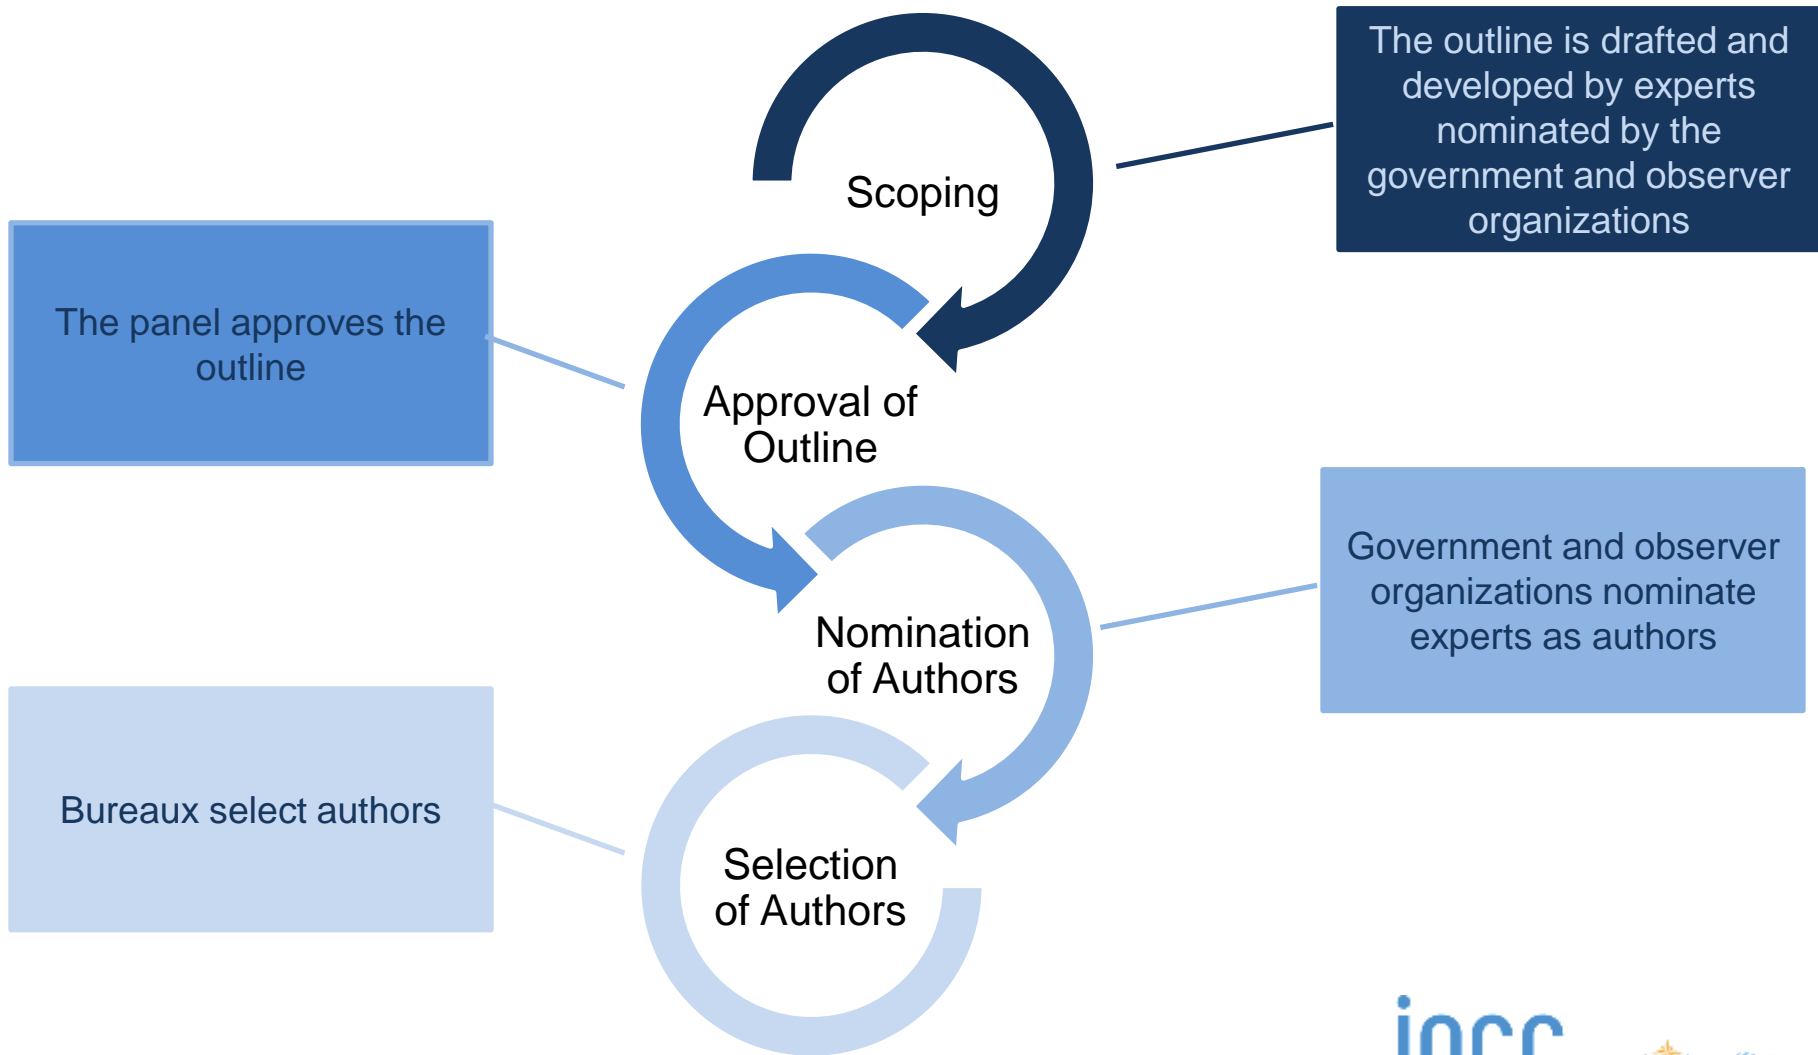 Scoping
The outline is drafted and
developed by experts
nominated by the
government and observer
organizations
Approval of
Outline
The panel approves the
outline
Nomination
of Authors
Government and observer
organizations nominate
experts as authors
Selection
of Authors
Bureaux select authors